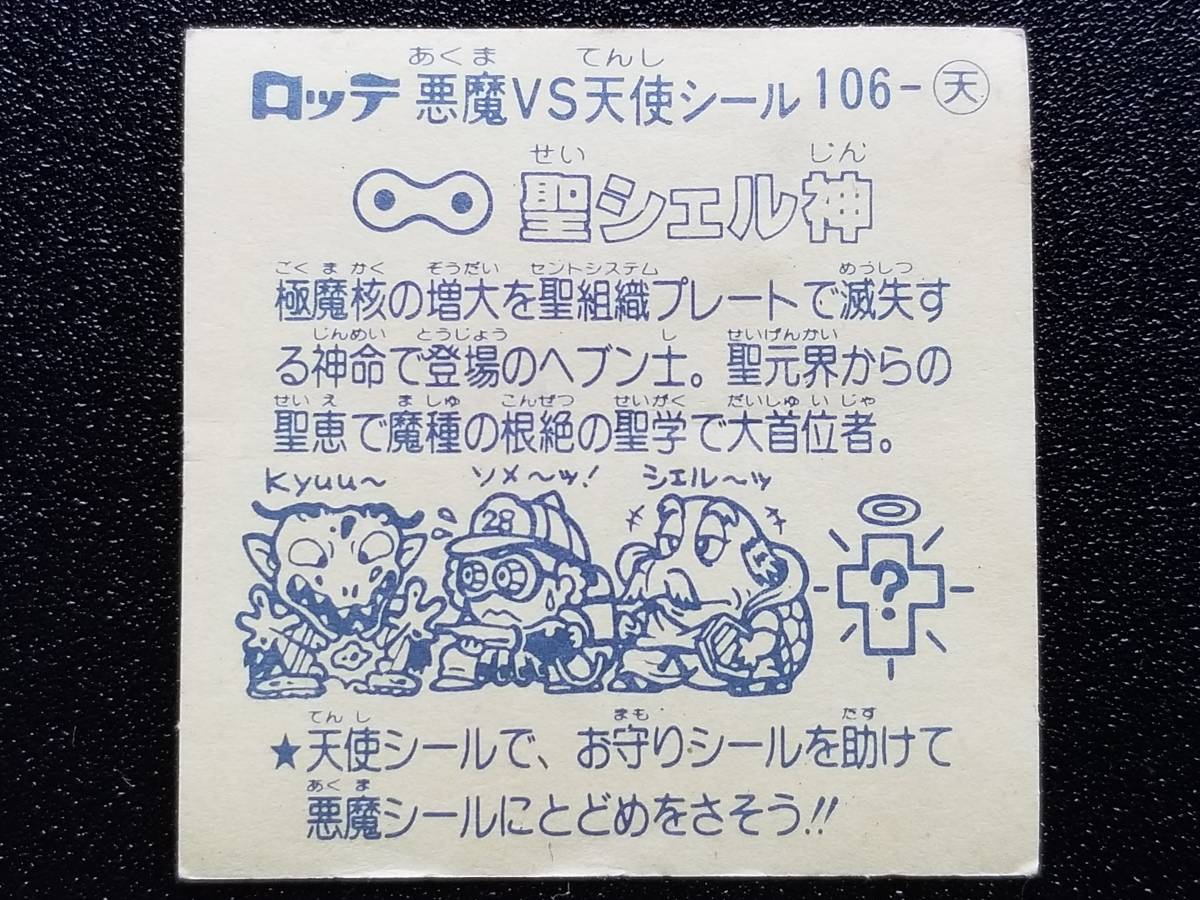 あくま てんし
ロッテ 悪魔VS天使シール 106-天
せい じん
聖シェル神
ごくまかく ぞうだい セントシステム めっしつ
極魔核の増大を聖組織プレートで滅失す
じんめい とうじょう し せいげんかい
る神命で登場のヘブン士。聖元界からの
せいえ ましゅ こんぜつ せいがく だいしゅいじゃ
聖恵で魔種の根絶の聖学で大首位者。
Kyuu~ ソメ~ッ! シェル~ッ
28
?
てんし まも たす
★天使シールで、お守りシールを助けて
あくま
悪魔シールにとどめをさそう!!